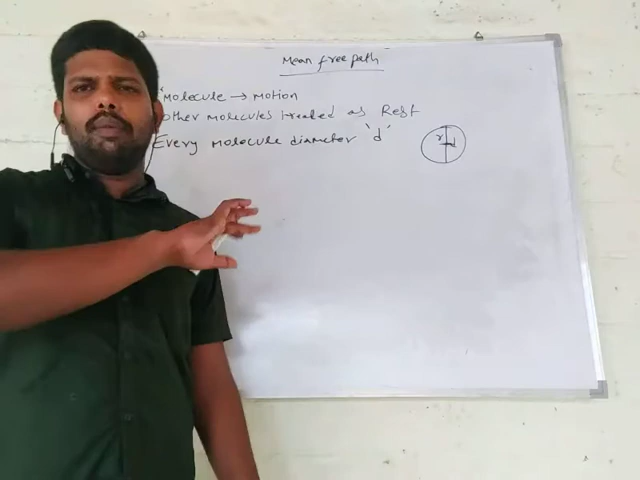 Mean free path
Molecule → Motion
other molecules treated as Rest
Every molecule diameter 'd'
r d